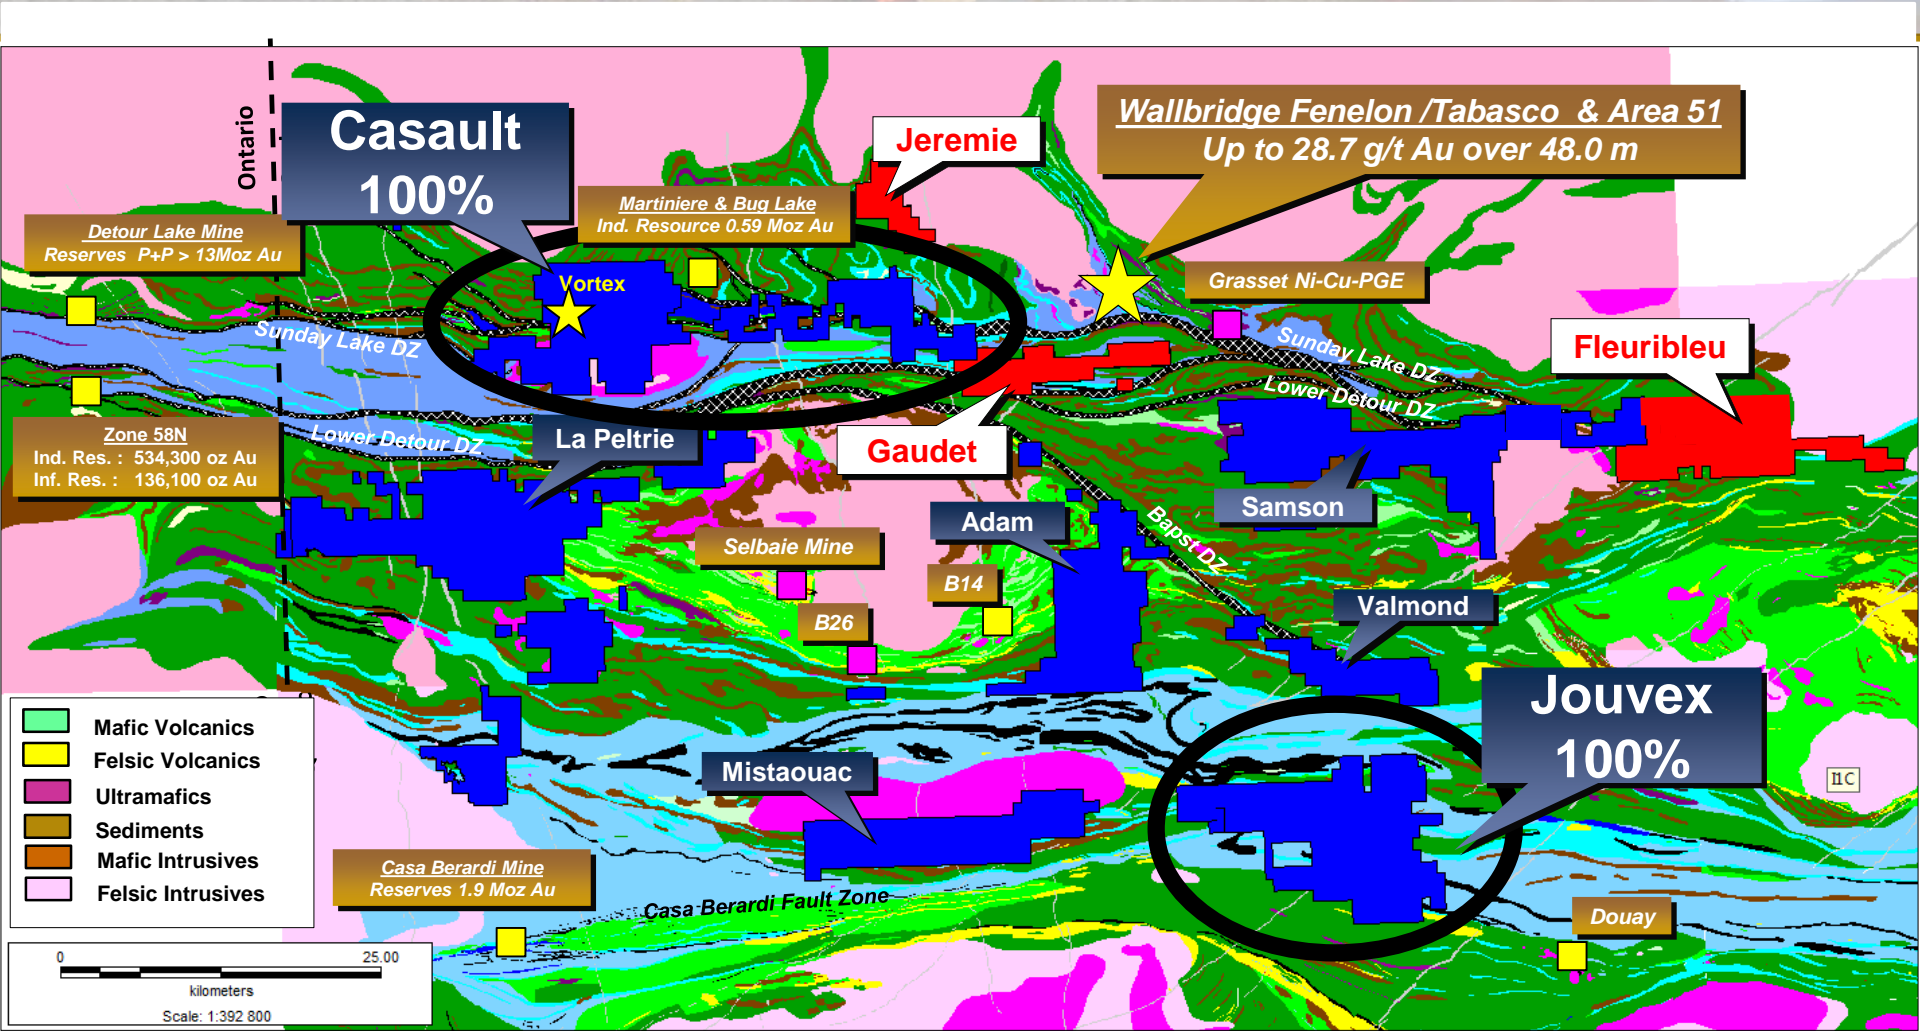 Ontario
Casault
100%
Jeremie
Wallbridge Fenelon /Tabasco & Area 51
Up to 28.7 g/t Au over 48.0 m
Detour Lake Mine
Reserves P+P > 13Moz Au
Martiniere & Bug Lake
Ind. Resource 0.59 Moz Au
Vortex
Grasset Ni-Cu-PGE
Sunday Lake DZ
Sunday Lake DZ
Fleuribleu
Lower Detour DZ
Zone 58N
Ind. Res. : 534,300 oz Au
Inf. Res. : 136,100 oz Au
Lower Detour DZ
La Peltrie
Gaudet
Samson
Adam
Bapst DZ
Selbaie Mine
B14
B26
Valmond
Jouvex
100%
Mistaouac
I1C
Mafic Volcanics
Felsic Volcanics
Ultramafics
Sediments
Mafic Intrusives
Felsic Intrusives
Casa Berardi Mine
Reserves 1.9 Moz Au
Casa Berardi Fault Zone
Douay
0 25.00
kilometers
Scale: 1:392 800